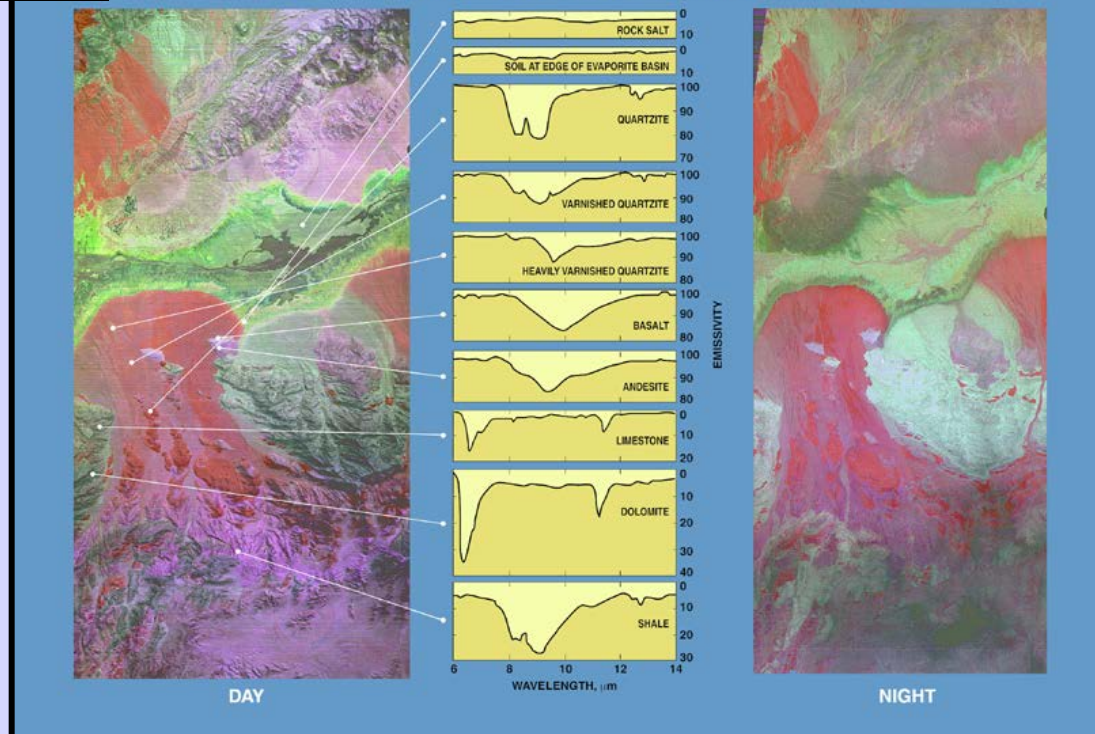 0
ROCK SALT
10
0
SOIL AT EDGE OF EVAPORITE BASIN
10
100
90
QUARTZITE
80
70
100
90
VARNISHED QUARTZITE
80
100
90
HEAVILY VARNISHED QUARTZITE
80
100
90
BASALT
80
100
90
ANDESITE
80
0
10
LIMESTONE
20
0
10
DOLOMITE
20
30
40
0
10
SHALE
20
30
6 8 10 12 14
WAVELENGTH, μm
EMISSIVITY
DAY
NIGHT